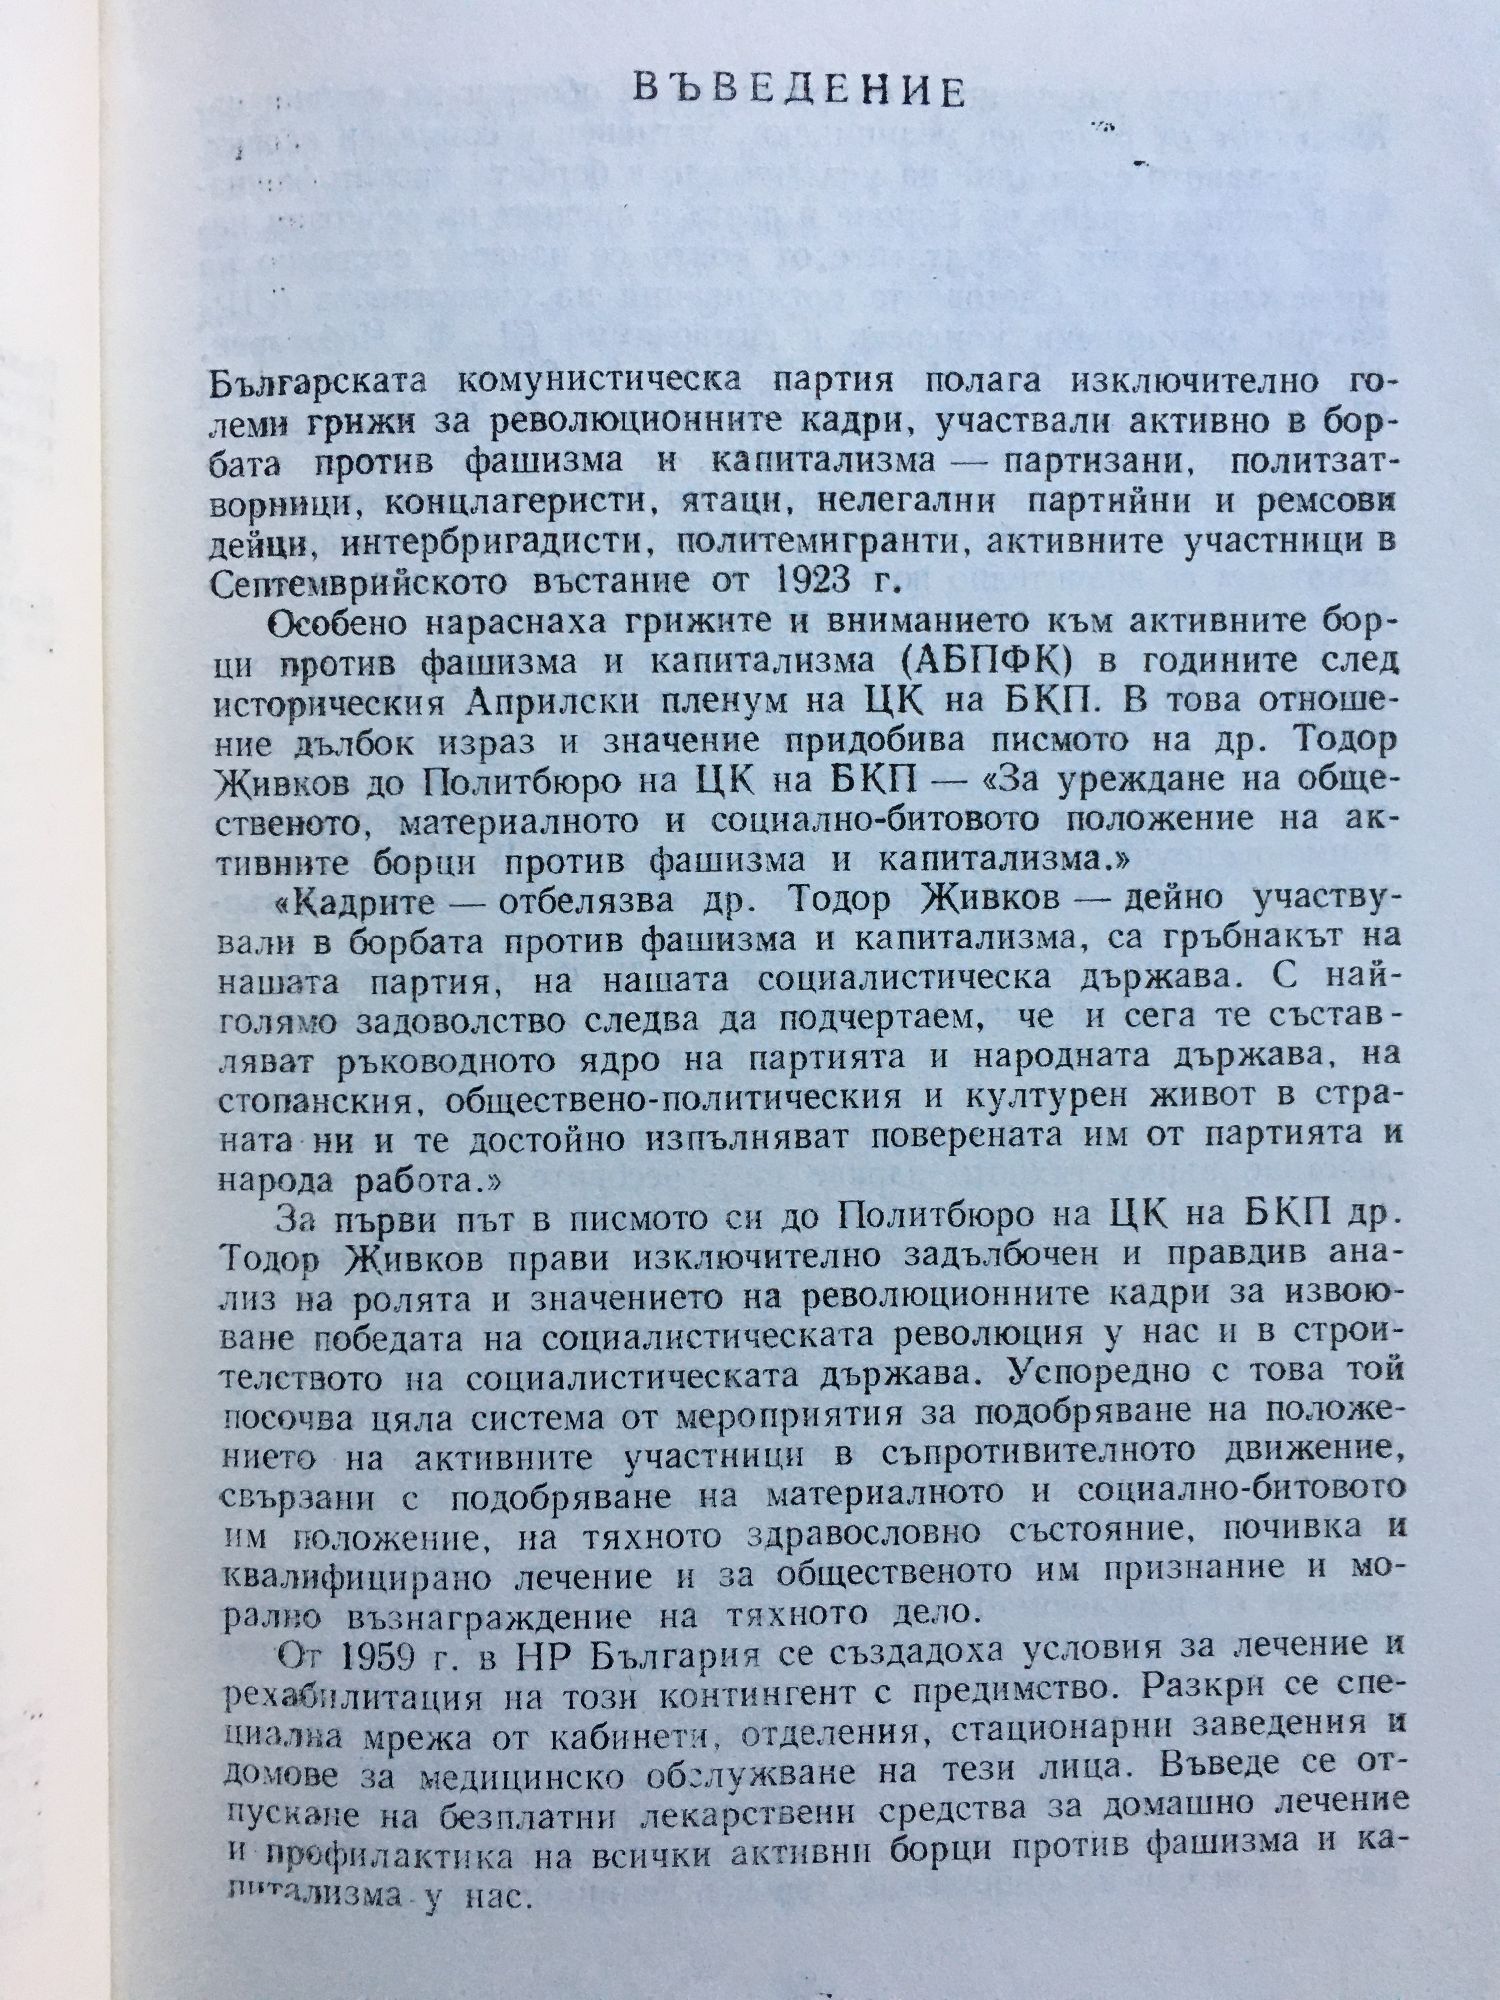 ВЪВЕДЕНИЕ
Българската комунистическа партия полага изключително го-
леми грижи за революционните кадри, участвали активно в бор-
бата против фашизма и капитализма — партизани, политзат-
ворници, концлагеристи, ятаци, нелегални партийни и ремсови
дейци, интербригадисти, политемигранти, активните участници в
Септемврийското въстание от 1923 г.
Особено нараснаха грижите и вниманието към активните бор-
ци против фашизма и капитализма (АБПФК) в годините след
историческия Априлски пленум на ЦК на БКП. В това отноше-
ние дълбок израз и значение придобива писмото на др. Тодор
Живков до Политбюро на ЦК на БКП — «За уреждане на общe-
ственото, материалното и социално-битовото положение на ак-
тивните борци против фашизма и капитализма.»
«Кадрите — отбелязва др. Тодор Живков — дейно участву-
вали в борбата против фашизма и капитализма, са гръбнакът на
нашата партия, на нашата социалистическа държава. С най-
голямо задоволство следва да подчертаем, че и сега те състав-
ляват ръководното ядро на партията и народната държава, на
стопанския, обществено-политическия и културен живот в стра-
ната ни и те достойно изпълняват поверената им от партията и
народа работа.»
За първи път в писмото си до Политбюро на ЦК на БКП др.
Тодор Живков прави изключително задълбочен и правдив ана-
лиз на ролята и значението на революционните кадри за извою-
ване победата на социалистическата революция у нас и в строи-
телството на социалистическата държава. Успоредно с това той
посочва цяла система от мероприятия за подобряване на положе-
нието на активните участници в съпротивителното движение,
свързани с подобряване на материалното и социално-битовото
им положение, на тяхното здравословно състояние, почивка и
квалифицирано лечение и за общественото им признание и мо-
рално възнаграждение на тяхното дело.
От 1959 г. в НР България се създадоха условия за лечение и
рехабилитация на този контингент с предимство. Разкри се спе-
циална мрежа от кабинети, отделения, стационарни заведения и
домове за медицинско обслужване на тези лица. Въведе се от-
пускане на безплатни лекарствени средства за домашно лечение
и профилактика на всички активни борци против фашизма и ка-
питализма у нас.